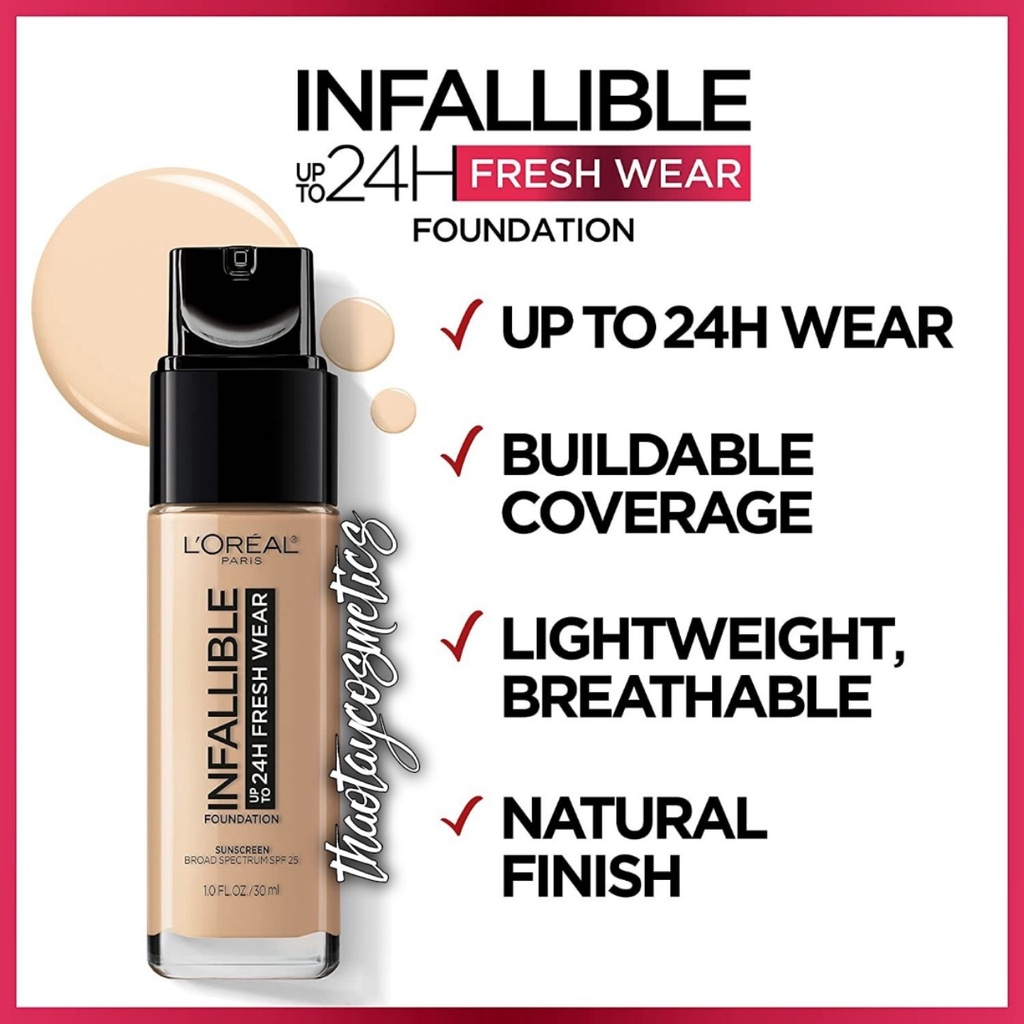 INFALLIBLE
UP TO 24H FRESH WEAR
FOUNDATION
UP TO 24H WEAR
BUILDABLE
COVERAGE
LIGHTWEIGHT,
BREATHABLE
NATURAL
FINISH
L'ORÉAL®
PARIS
INFALLIBLE
UP TO 24H FRESH WEAR
FOUNDATION
SUNSCREEN
BROAD SPECTRUM SPF 25
1.0 FL. OZ./30 ml
thaotaycosmetics